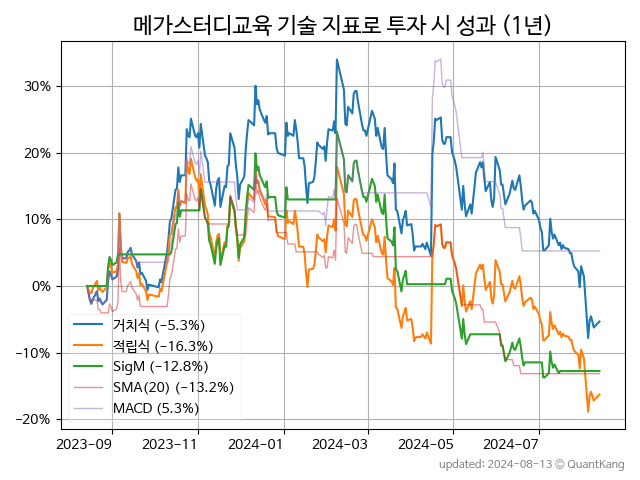 메가스터디교육 기술 지표로 투자 시 성과 (1년)
30%
20%
10%
0%
−10%
−20%
거치식 (−5.3%)
적립식 (−16.3%)
SigM (−12.8%)
SMA(20) (−13.2%)
MACD (5.3%)
2023-09 2023-11 2024-01 2024-03 2024-05 2024-07
updated: 2024-08-13 © QuantKang